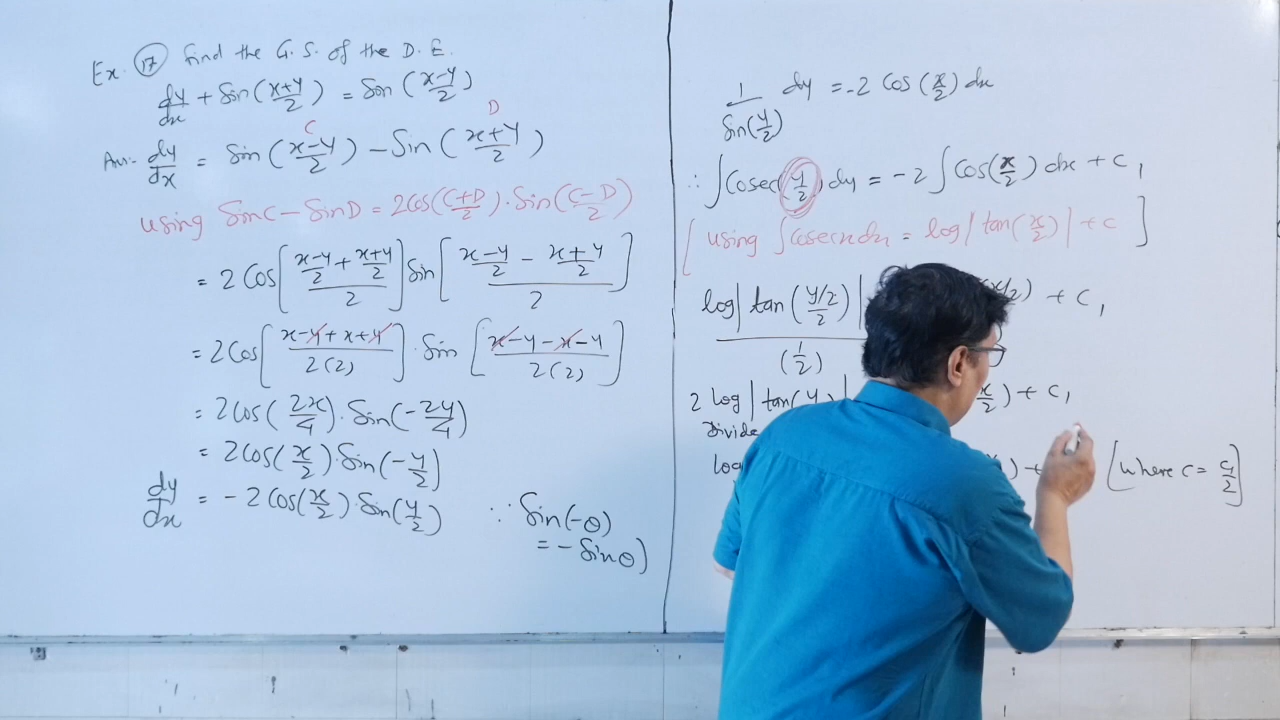 Ex. 17 find the G. S. of the D. E.
dy/dx + Sin(x+y/2) = Sin(x-y/2)
C D
Ans- dy/dx = Sin(x-y/2) - Sin(x+y/2)
using SinC - SinD = 2Cos(C+D/2) · Sin(C-D/2)
= 2 Cos[x-y/2 + x+y/2 / 2] Sin[x-y/2 - x+y/2 / 2]
= 2 Cos[x-y+x+y / 2(2)] · Sin[x-y-x-y / 2(2)]
= 2Cos(2x/4) · Sin(-2y/4)
= 2Cos(x/2) · Sin(-y/2)
dy/dx = -2Cos(x/2) · Sin(y/2) ∵ Sin(-θ)
= -Sinθ)
1/Sin(y/2) dy = -2 Cos(x/2) dx
∴ ∫Cosec(y/2) dy = -2 ∫Cos(x/2) dx + C₁
[using ∫cosecx dx = log|tan(x/2)| + c]
log|tan(y/2 / 2)| / (1/2) (x/2) + C₁
2 log|tan(y | x/2) + C₁
Divide
log ) + [where c = c₁/2]